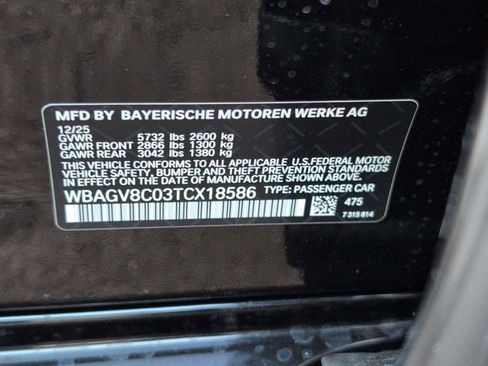 MFD BY BAYERISCHE MOTOREN WERKE AG
12/25
GVWR 5732 lbs 2600 kg
GAWR FRONT 2866 lbs 1300 kg
GAWR REAR 3042 lbs 1380 kg
THIS VEHICLE CONFORMS TO ALL APPLICABLE U.S.FEDERAL MOTOR
VEHICLE SAFETY, BUMPER, AND THEFT PREVENTION STANDARDS
IN EFFECT ON THE DATE OF MANUFACTURE SHOWN ABOVE.
WBAGV8C03TCX18586 TYPE: PASSENGER CAR
475
7315814